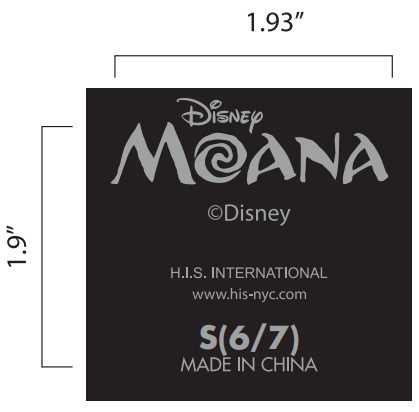 1.93”
1.9”
Disney
MOANA
©Disney
H.I.S. INTERNATIONAL
www.his-nyc.com
S(6/7)
MADE IN CHINA